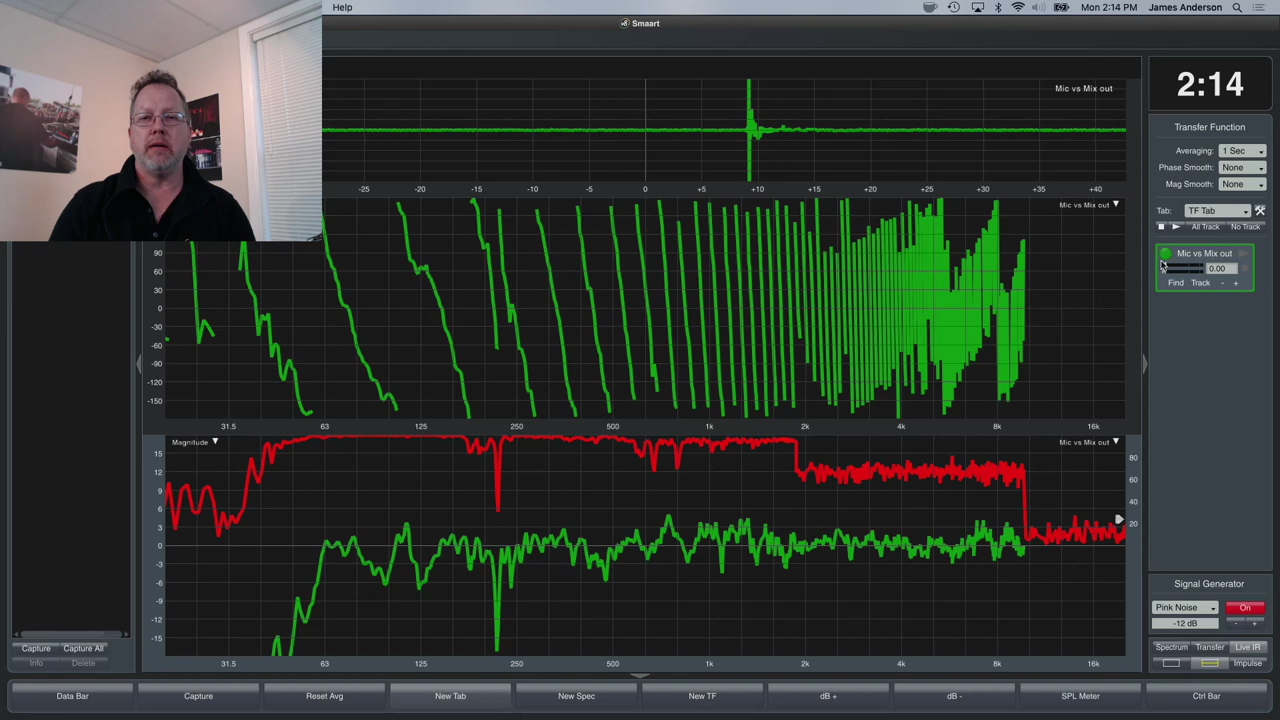 Help
Mon 2:14 PM James Anderson
Smaart
Mic vs Mix out
2:14
Transfer Function
Averaging: 1 Sec
Phase Smooth: None
Mag Smooth: None
Tab: TF Tab
All Track No Track
Mic vs Mix out
0.00
Find Track - +
-25 -20 -15 -10 -5 0 +5 +10 +15 +20 +25 +30 +35 +40
Mic vs Mix out
90
60
30
0
-30
-60
-90
-120
-150
31.5 63 125 250 500 1k 2k 4k 8k 16k
Magnitude
Mic vs Mix out
15
12
9
6
3
0
-3
-6
-9
-12
-15
80
60
40
20
31.5 63 125 250 500 1k 2k 4k 8k 16k
Signal Generator
Pink Noise On
-12 dB - +
Spectrum Transfer Live IR
Impulse
Capture Capture All
Info Delete
Data Bar Capture Reset Avg New Tab New Spec New TF dB + dB - SPL Meter Ctrl Bar